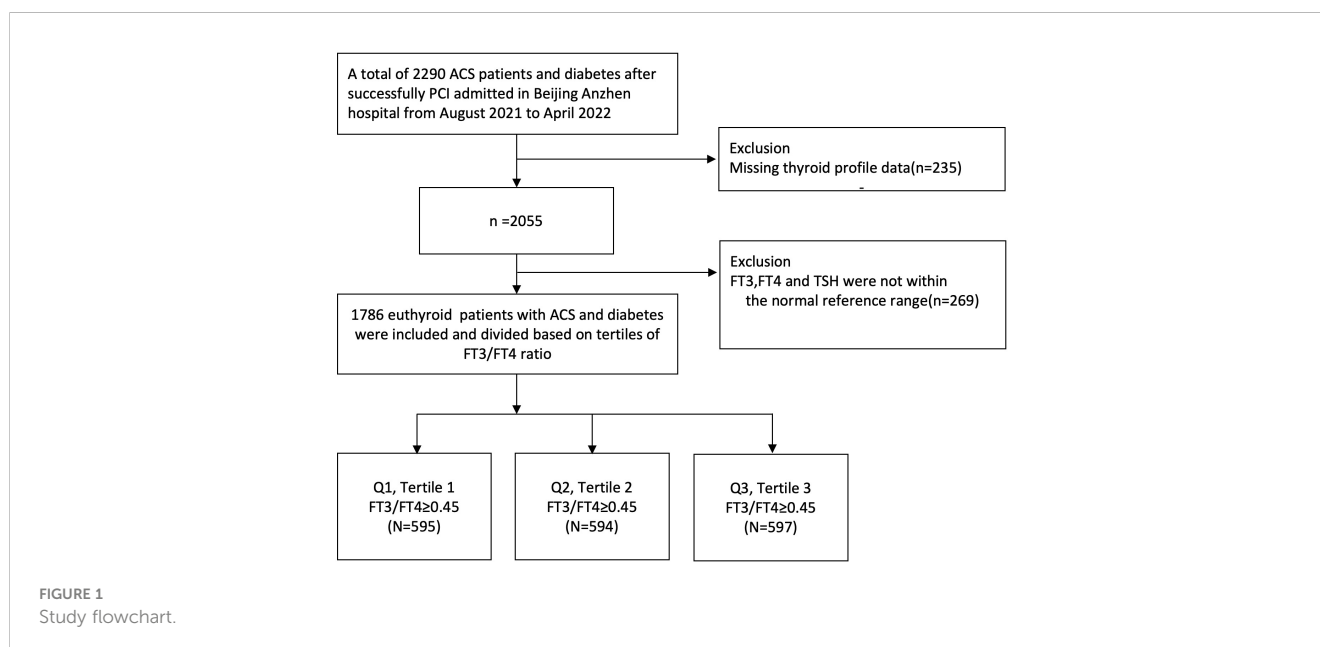 A total of 2290 ACS patients and diabetes after
successfully PCI admitted in Beijing Anzhen
hospital from August 2021 to April 2022
Exclusion
Missing thyroid profile data(n=235)
-
n =2055
Exclusion
FT3,FT4 and TSH were not within
the normal reference range(n=269)
1786 euthyroid patients with ACS and diabetes
were included and divided based on tertiles of
FT3/FT4 ratio
Q1, Tertile 1
FT3/FT4≥0.45
(N=595)
Q2, Tertile 2
FT3/FT4≥0.45
(N=594)
Q3, Tertile 3
FT3/FT4≥0.45
(N=597)
FIGURE 1
Study flowchart.